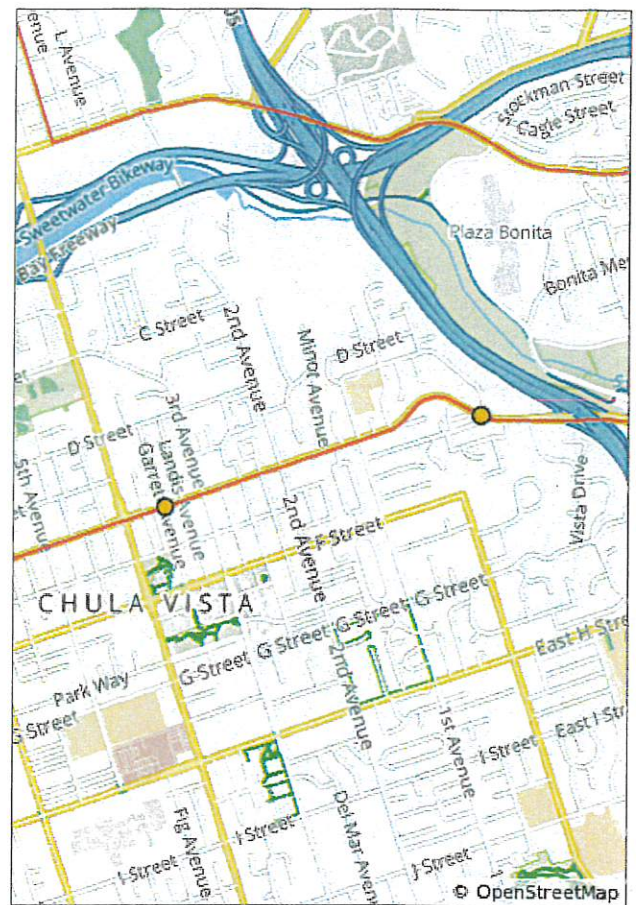 05
L Avenue
Stockman Street
Cagle Street
Sweetwater Bikeway
Bay Freeway
Plaza Bonita
C Street
2nd Avenue
Minot Avenue
D Street
3rd Avenue
Landis Avenue
Garrett Avenue
D Street
5th Avenue
2nd Avenue
F Street
Vista Drive
CHULA VISTA
G Street
G Street
G Street
G Street
2nd Avenue
Park Way
G Street
1st Avenue
I Street
Fig Avenue
J Street
I Street
Del Mar Aven
J Street
East H Stre
East I Str
© OpenStreetMap